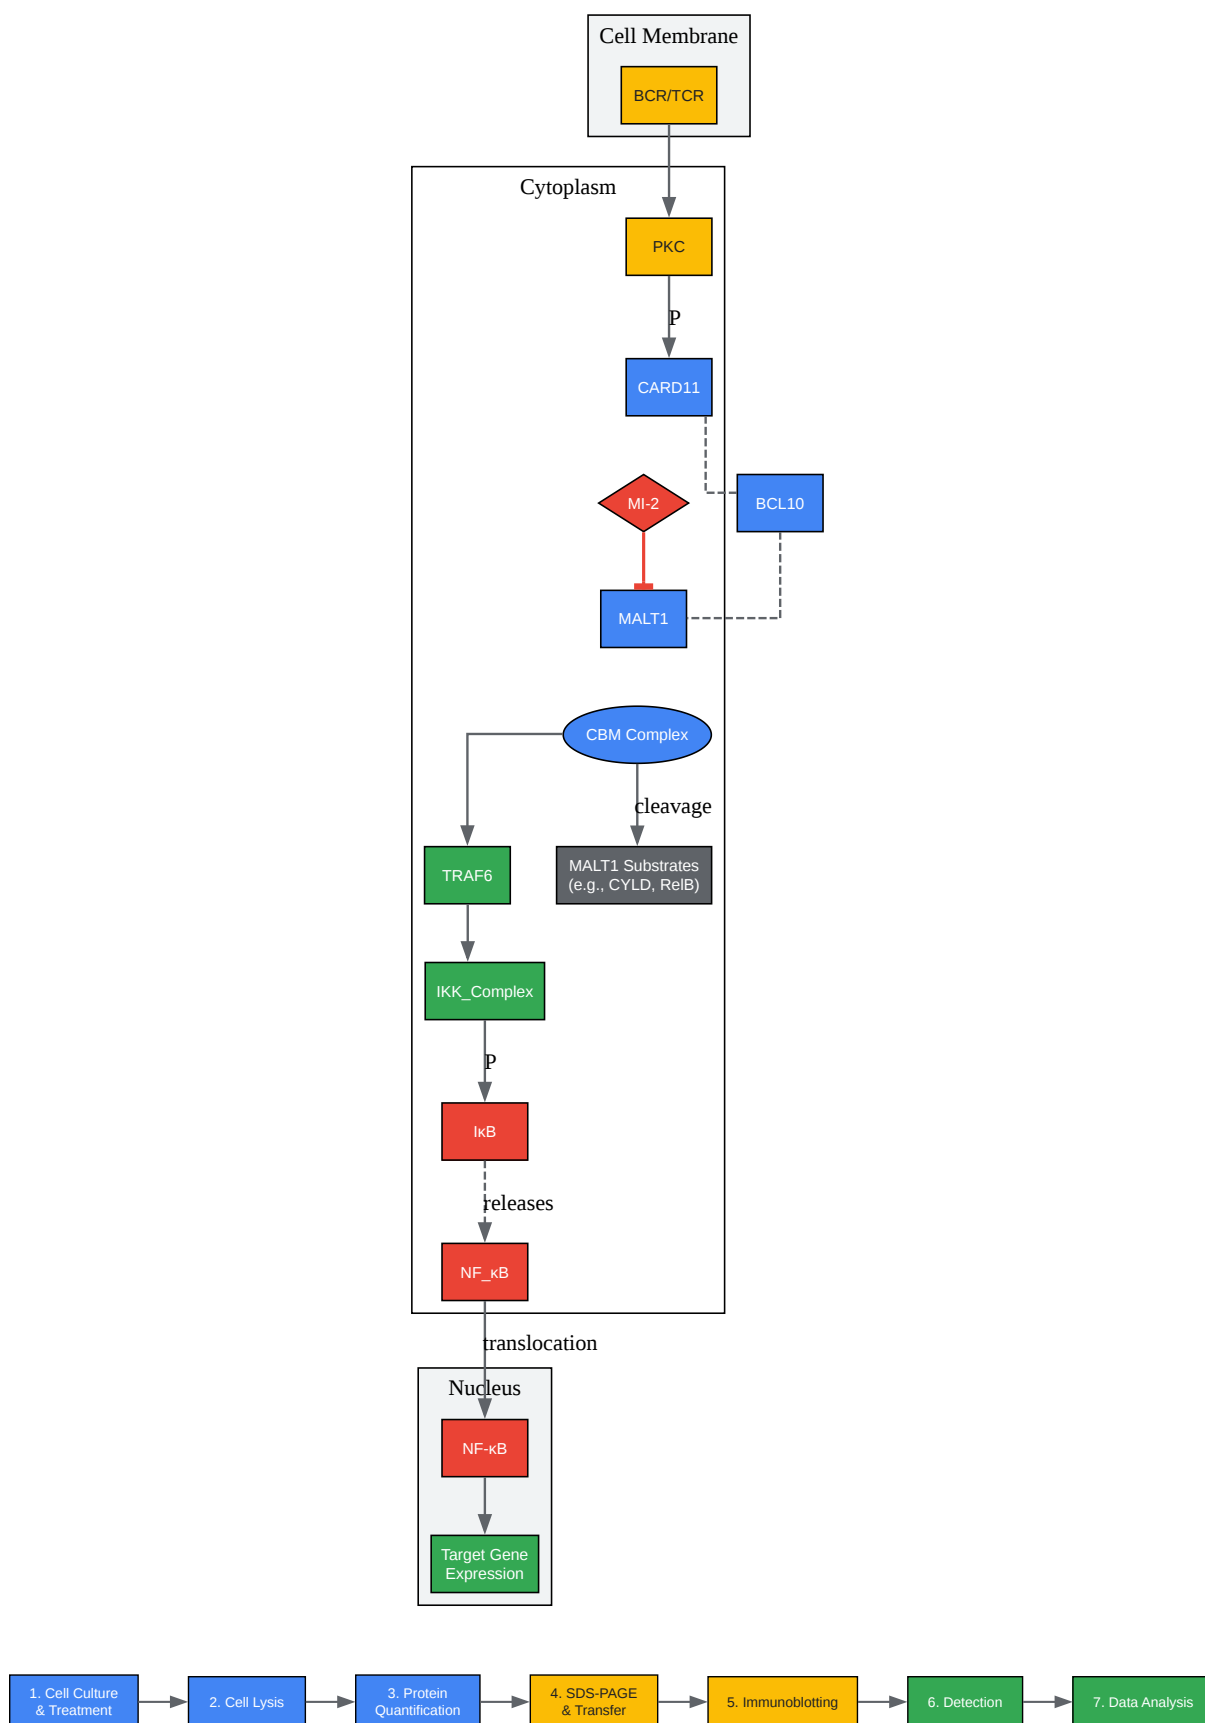 Cell Membrane
BCR/TCR
Cytoplasm
PKC
P
CARD11
MI-2
BCL10
MALT1
CBM Complex
cleavage
TRAF6
MALT1 Substrates
(e.g., CYLD, RelB)
IKK_Complex
P
IκB
releases
NF_κB
translocation
Nucleus
NF-κB
Target Gene
Expression
1. Cell Culture
& Treatment
2. Cell Lysis
3. Protein
Quantification
4. SDS-PAGE
& Transfer
5. Immunoblotting
6. Detection
7. Data Analysis